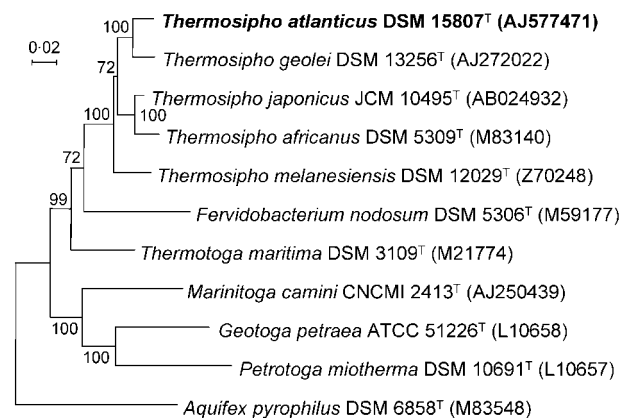 100 Thermosipho atlanticus DSM 15807ᵀ (AJ577471)
0·02
Thermosipho geolei DSM 13256ᵀ (AJ272022)
72
Thermosipho japonicus JCM 10495ᵀ (AB024932)
100 100
Thermosipho africanus DSM 5309ᵀ (M83140)
72
Thermosipho melanesiensis DSM 12029ᵀ (Z70248)
99
Fervidobacterium nodosum DSM 5306ᵀ (M59177)
Thermotoga maritima DSM 3109ᵀ (M21774)
Marinitoga camini CNCMI 2413ᵀ (AJ250439)
100
Geotoga petraea ATCC 51226ᵀ (L10658)
100
Petrotoga miotherma DSM 10691ᵀ (L10657)
Aquifex pyrophilus DSM 6858ᵀ (M83548)